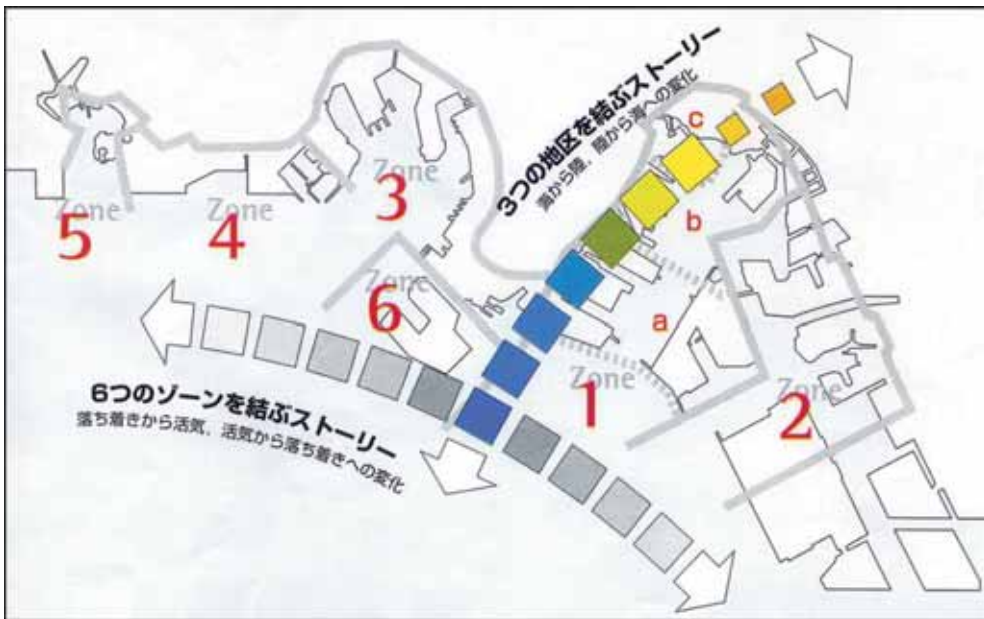 3つの地区を結ぶストーリー
海から陸、陸から海への変化
c
b
a
Zone
5
Zone
4
Zone
3
Zone
6
Zone
1
Zone
2
6つのゾーンを結ぶストーリー
落ち着きから活気、活気から落ち着きへの変化